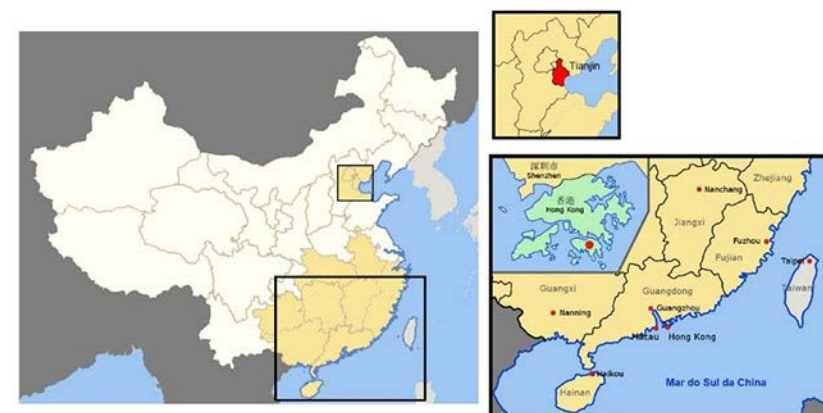 Tianjin
深圳市
Shenzhen
香港
Hong Kong
Zhejiang
Nanchang
Jiangxi
Fuzhou
Fujian
Taipei
Taiwan
Guangxi
Guangdong
Guangzhou
Nanning
Macau
Hong Kong
Haikou
Mar do Sul da China
Hainan